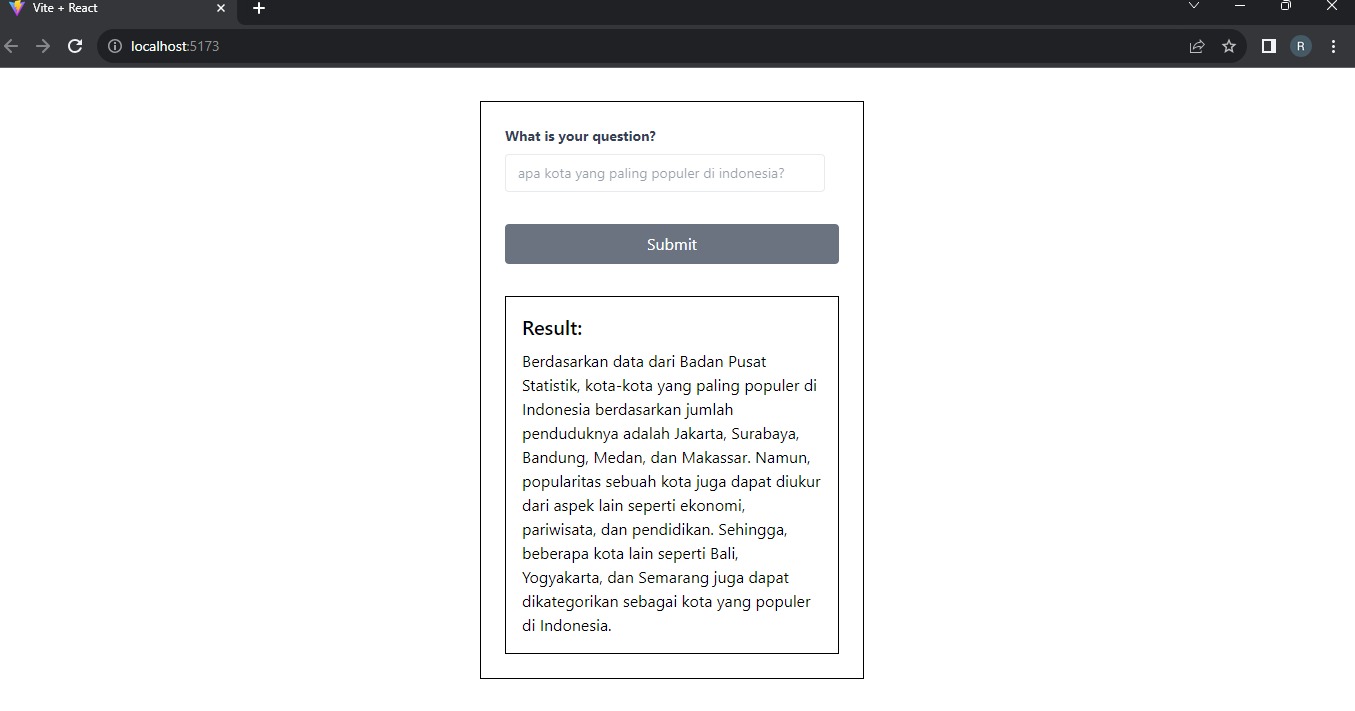 Vite + React
localhost:5173
R
What is your question?
apa kota yang paling populer di indonesia?
Submit
Result:
Berdasarkan data dari Badan Pusat
Statistik, kota-kota yang paling populer di
Indonesia berdasarkan jumlah
penduduknya adalah Jakarta, Surabaya,
Bandung, Medan, dan Makassar. Namun,
popularitas sebuah kota juga dapat diukur
dari aspek lain seperti ekonomi,
pariwisata, dan pendidikan. Sehingga,
beberapa kota lain seperti Bali,
Yogyakarta, dan Semarang juga dapat
dikategorikan sebagai kota yang populer
di Indonesia.